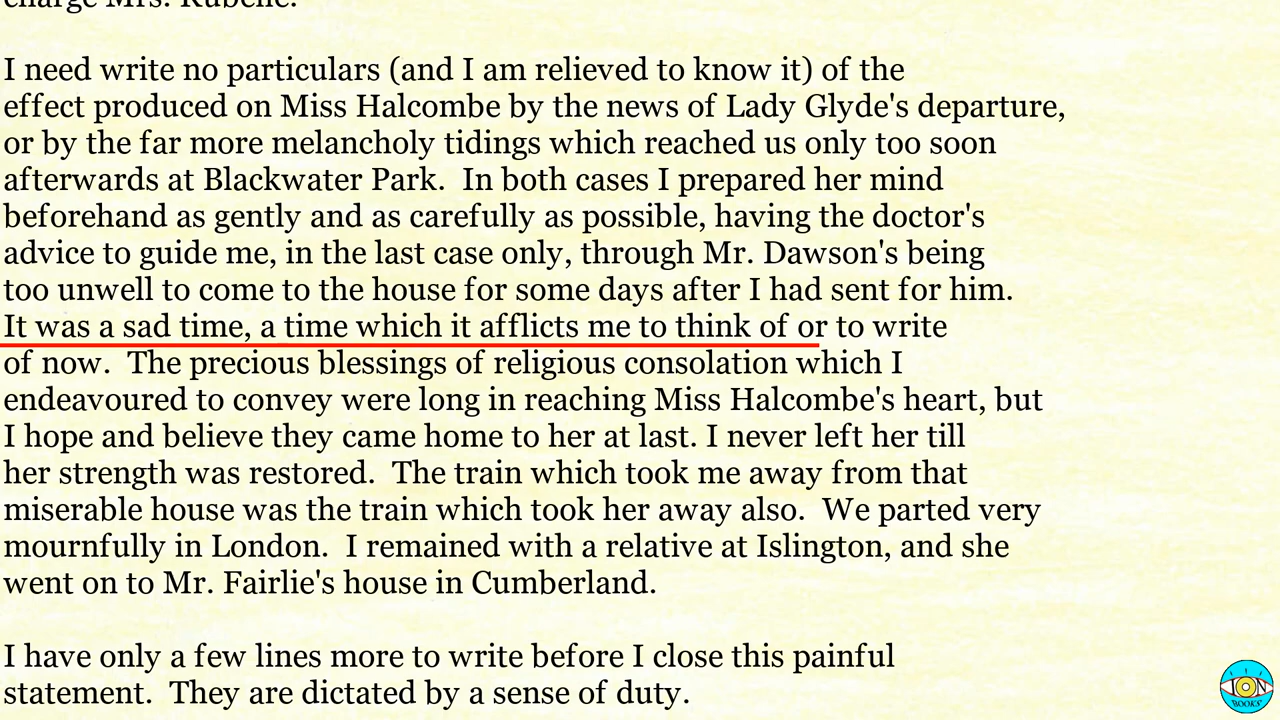 charge Mrs. Rubelle.
I need write no particulars (and I am relieved to know it) of the
effect produced on Miss Halcombe by the news of Lady Glyde's departure,
or by the far more melancholy tidings which reached us only too soon
afterwards at Blackwater Park.  In both cases I prepared her mind
beforehand as gently and as carefully as possible, having the doctor's
advice to guide me, in the last case only, through Mr. Dawson's being
too unwell to come to the house for some days after I had sent for him.
It was a sad time, a time which it afflicts me to think of or to write
of now.  The precious blessings of religious consolation which I
endeavoured to convey were long in reaching Miss Halcombe's heart, but
I hope and believe they came home to her at last. I never left her till
her strength was restored.  The train which took me away from that
miserable house was the train which took her away also.  We parted very
mournfully in London.  I remained with a relative at Islington, and she
went on to Mr. Fairlie's house in Cumberland.
I have only a few lines more to write before I close this painful
statement.  They are dictated by a sense of duty.
ION
BOOKS